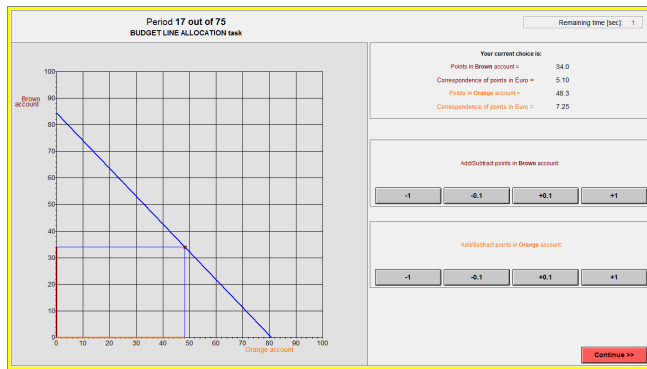 Period 17 out of 75
BUDGET LINE ALLOCATION task
Remaining time [sec]: 1
Your current choice is:
Points in Brown account = 34.0
Correspondence of points in Euro = 5.10
Points in Orange account = 48.3
Correspondence of points in Euro = 7.25
Add/Subtract points in Brown account
-1 -0.1 +0.1 +1
Add/Subtract points in Orange account
-1 -0.1 +0.1 +1
Continue >>
Brown
account
100
90
80
70
60
50
40
30
20
10
0
0 10 20 30 40 50 60 70 80 90 100
Orange account